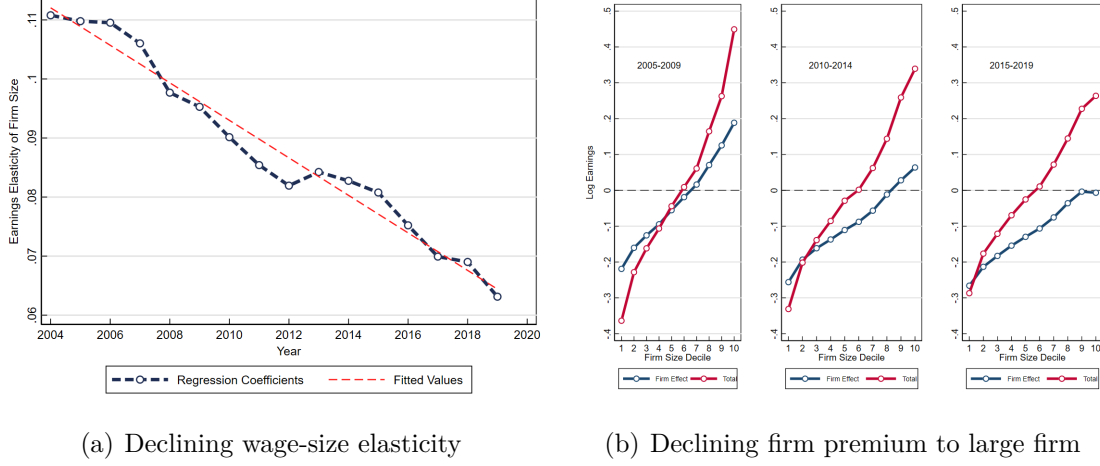 Earnings Elasticity of Firm Size
.11
.1
.09
.08
.07
.06
2004 2006 2008 2010 2012 2014 2016 2018 2020
Year
Regression Coefficients Fitted Values
(a) Declining wage-size elasticity
Log Earnings
.5
.4
.3
.2
.1
0
-.1
-.2
-.3
-.4
2005-2009
1 2 3 4 5 6 7 8 9 10
Firm Size Decile
Firm Effect Total
.5
.4
.3
.2
.1
0
-.1
-.2
-.3
-.4
2010-2014
1 2 3 4 5 6 7 8 9 10
Firm Size Decile
Firm Effect Total
.5
.4
.3
.2
.1
0
-.1
-.2
-.3
-.4
2015-2019
1 2 3 4 5 6 7 8 9 10
Firm Size Decile
Firm Effect Total
(b) Declining firm premium to large firm